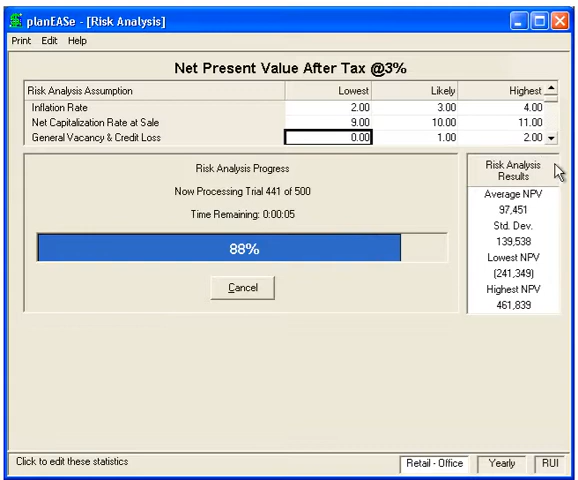 planEASe - [Risk Analysis]
Print Edit Help
Net Present Value After Tax @3%
Risk Analysis Assumption Lowest Likely Highest
Inflation Rate 2.00 3.00 4.00
Net Capitalization Rate at Sale 9.00 10.00 11.00
General Vacancy & Credit Loss 0.00 1.00 2.00
Risk Analysis Progress
Now Processing Trial 441 of 500
Time Remaining: 0:00:05
88%
Cancel
Risk Analysis
Results
Average NPV
97,451
Std. Dev.
139,538
Lowest NPV
(241,349)
Highest NPV
461,839
Click to edit these statistics Retail - Office Yearly RUI